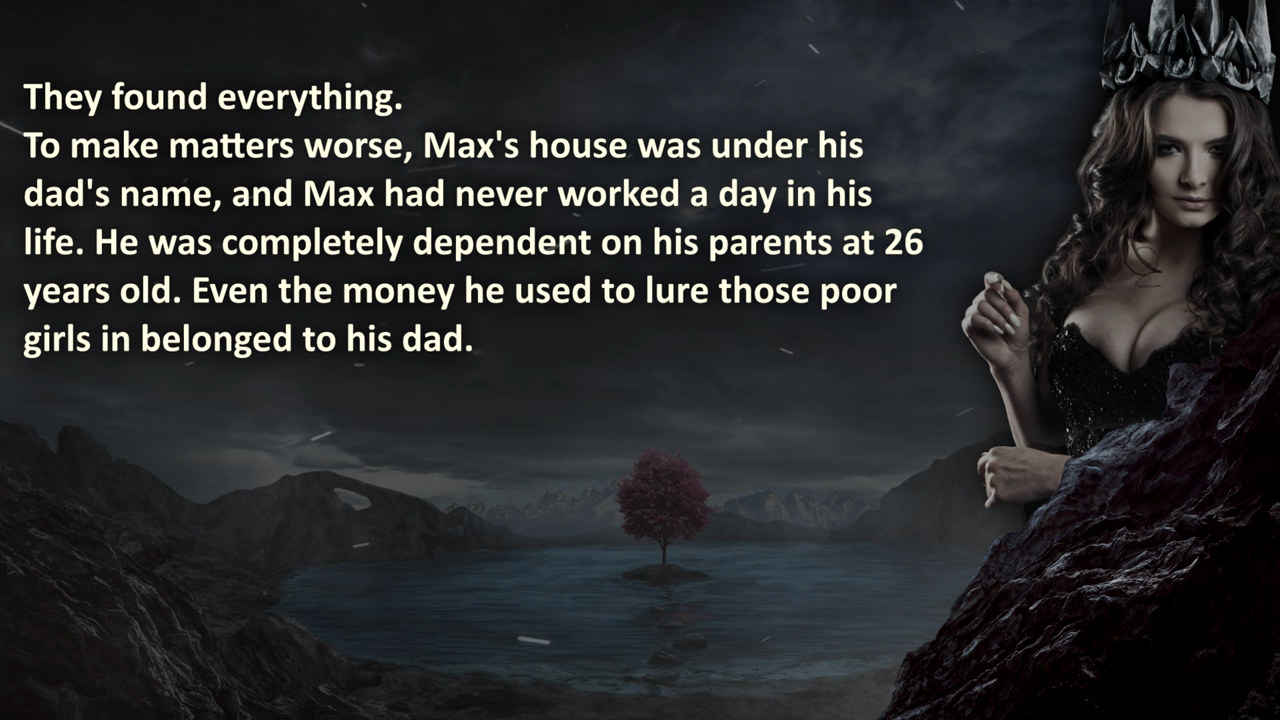 They found everything.
To make matters worse, Max's house was under his
dad's name, and Max had never worked a day in his
life. He was completely dependent on his parents at 26
years old. Even the money he used to lure those poor
girls in belonged to his dad.